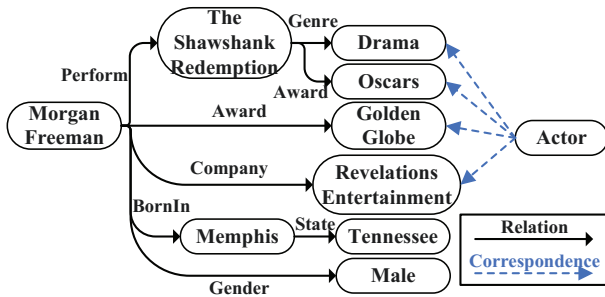 The
Shawshank
Redemption
Genre
Drama
Perform
Award
Oscars
Morgan
Freeman
Award
Golden
Globe
Actor
Company
Revelations
Entertainment
BornIn
Memphis
State
Tennessee
Gender
Male
Relation
Correspondence